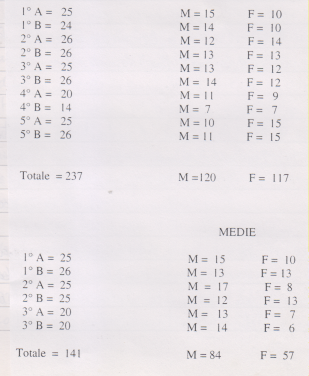 1° A = 25 M = 15 F = 10
1° B = 24 M = 14 F = 10
2° A = 26 M = 12 F = 14
2° B = 26 M = 13 F = 13
3° A = 25 M = 13 F = 12
3° B = 26 M = 14 F = 12
4° A = 20 M = 11 F = 9
4° B = 14 M = 7 F = 7
5° A = 25 M = 10 F = 15
5° B = 26 M = 11 F = 15
Totale = 237 M = 120 F = 117
MEDIE
1° A = 25 M = 15 F = 10
1° B = 26 M = 13 F = 13
2° A = 25 M = 17 F = 8
2° B = 25 M = 12 F = 13
3° A = 20 M = 13 F = 7
3° B = 20 M = 14 F = 6
Totale = 141 M = 84 F = 57